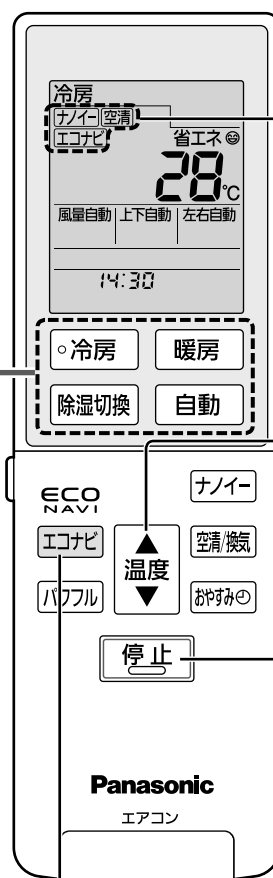 冷房
ナノイー 空清
エコナビ 省エネ
28℃
風量自動 上下自動 左右自動
14:30
冷房 暖房
除湿切換 自動
ECO
NAVI
ナノイー
エコナビ
温度
空清/換気
パワフル
おやすみ
停止
Panasonic
エアコン